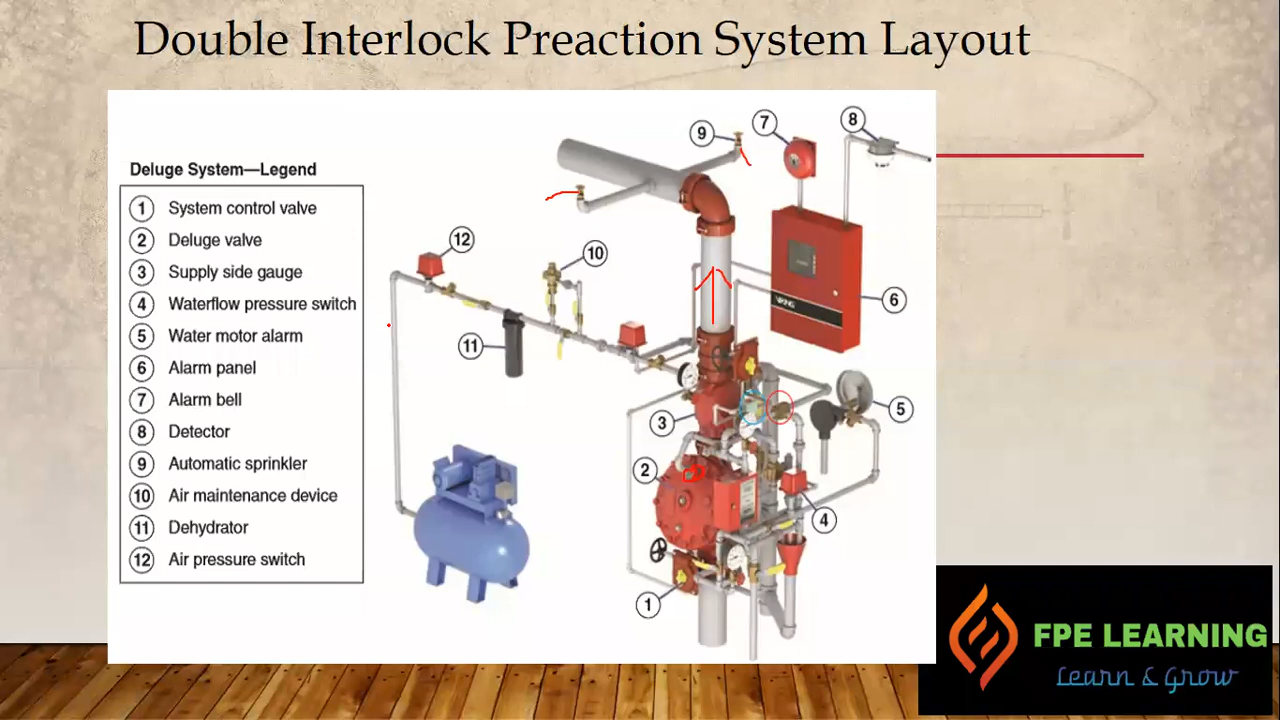 Double Interlock Preaction System Layout
Deluge System—Legend
1 System control valve
2 Deluge valve
3 Supply side gauge
4 Waterflow pressure switch
5 Water motor alarm
6 Alarm panel
7 Alarm bell
8 Detector
9 Automatic sprinkler
10 Air maintenance device
11 Dehydrator
12 Air pressure switch
9
7
8
12
10
6
11
5
3
2
4
1
VIKING
FPE LEARNING
Learn & Grow